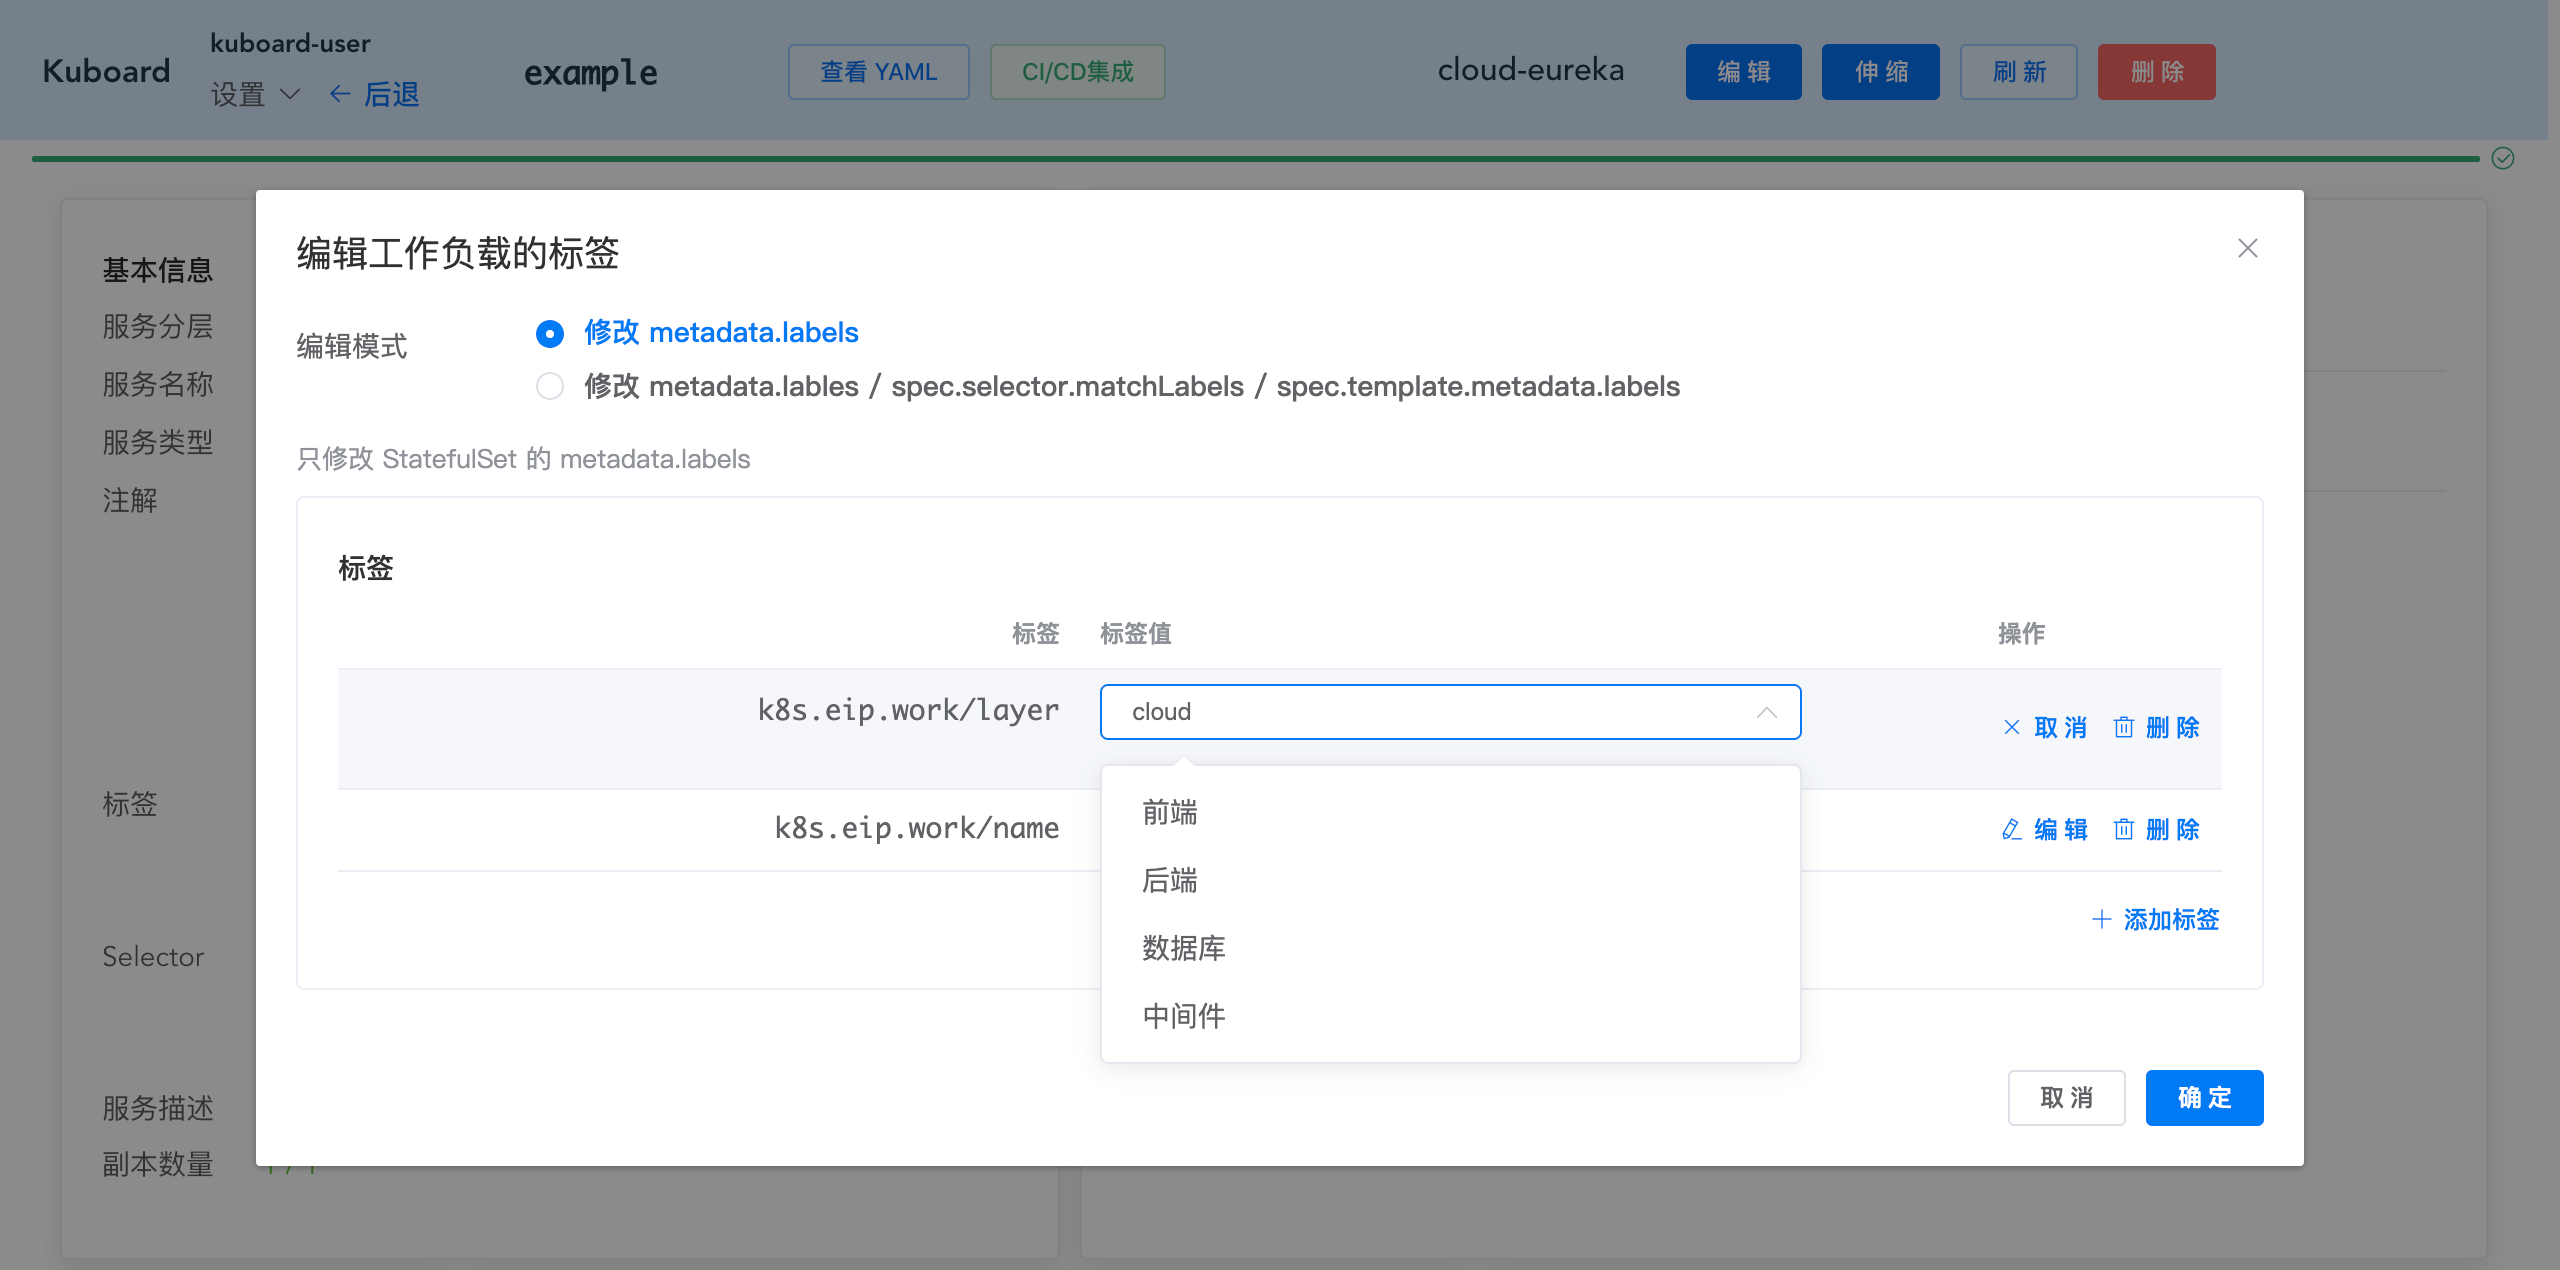 Kuboard
kuboard-user
设置 ← 后退
example
查看 YAML
CI/CD集成
cloud-eureka
编 辑
伸 缩
刷 新
删 除
基本信息
服务分层
服务名称
服务类型
注解
标签
Selector
服务描述
副本数量
编辑工作负载的标签
编辑模式
修改 metadata.labels
修改 metadata.lables / spec.selector.matchLabels / spec.template.metadata.labels
只修改 StatefulSet 的 metadata.labels
标签
标签 标签值 操作
k8s.eip.work/layer cloud 取 消 删 除
k8s.eip.work/name 编 辑 删 除
前端
后端
数据库
中间件
+ 添加标签
取 消
确 定